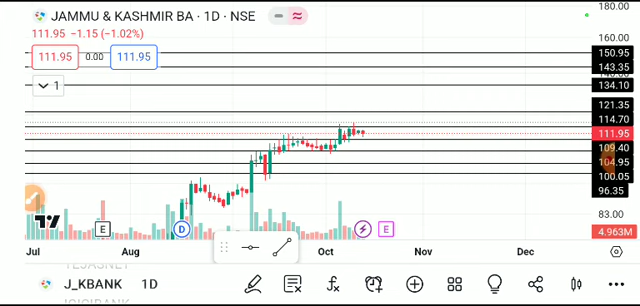 JAMMU & KASHMIR BA · 1D · NSE
111.95 −1.15 (−1.02%)
111.95 0.00 111.95
1
180.00
160.00
150.95
143.35
134.10
121.35
114.70
111.95
109.40
104.95
100.05
96.35
83.00
4.963M
E D E
Jul Aug Oct Nov Dec
J_KBANK 1D